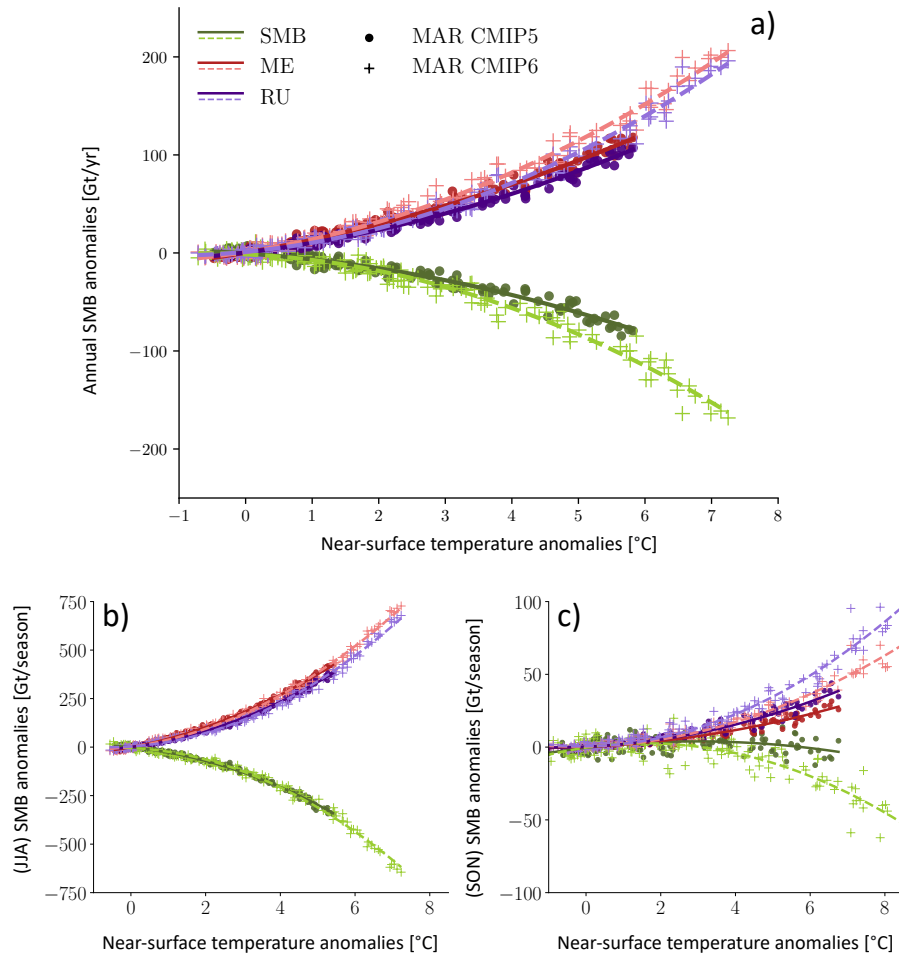 a)
SMB
MAR CMIP5
ME
MAR CMIP6
RU
200
100
0
−100
−200
Annual SMB anomalies [Gt/yr]
−1 0 1 2 3 4 5 6 7 8
Near-surface temperature anomalies [°C]
b)
750
500
250
0
−250
−500
−750
(JJA) SMB anomalies [Gt/season]
0 2 4 6 8
Near-surface temperature anomalies [°C]
c)
100
50
0
−50
−100
(SON) SMB anomalies [Gt/season]
0 2 4 6 8
Near-surface temperature anomalies [°C]